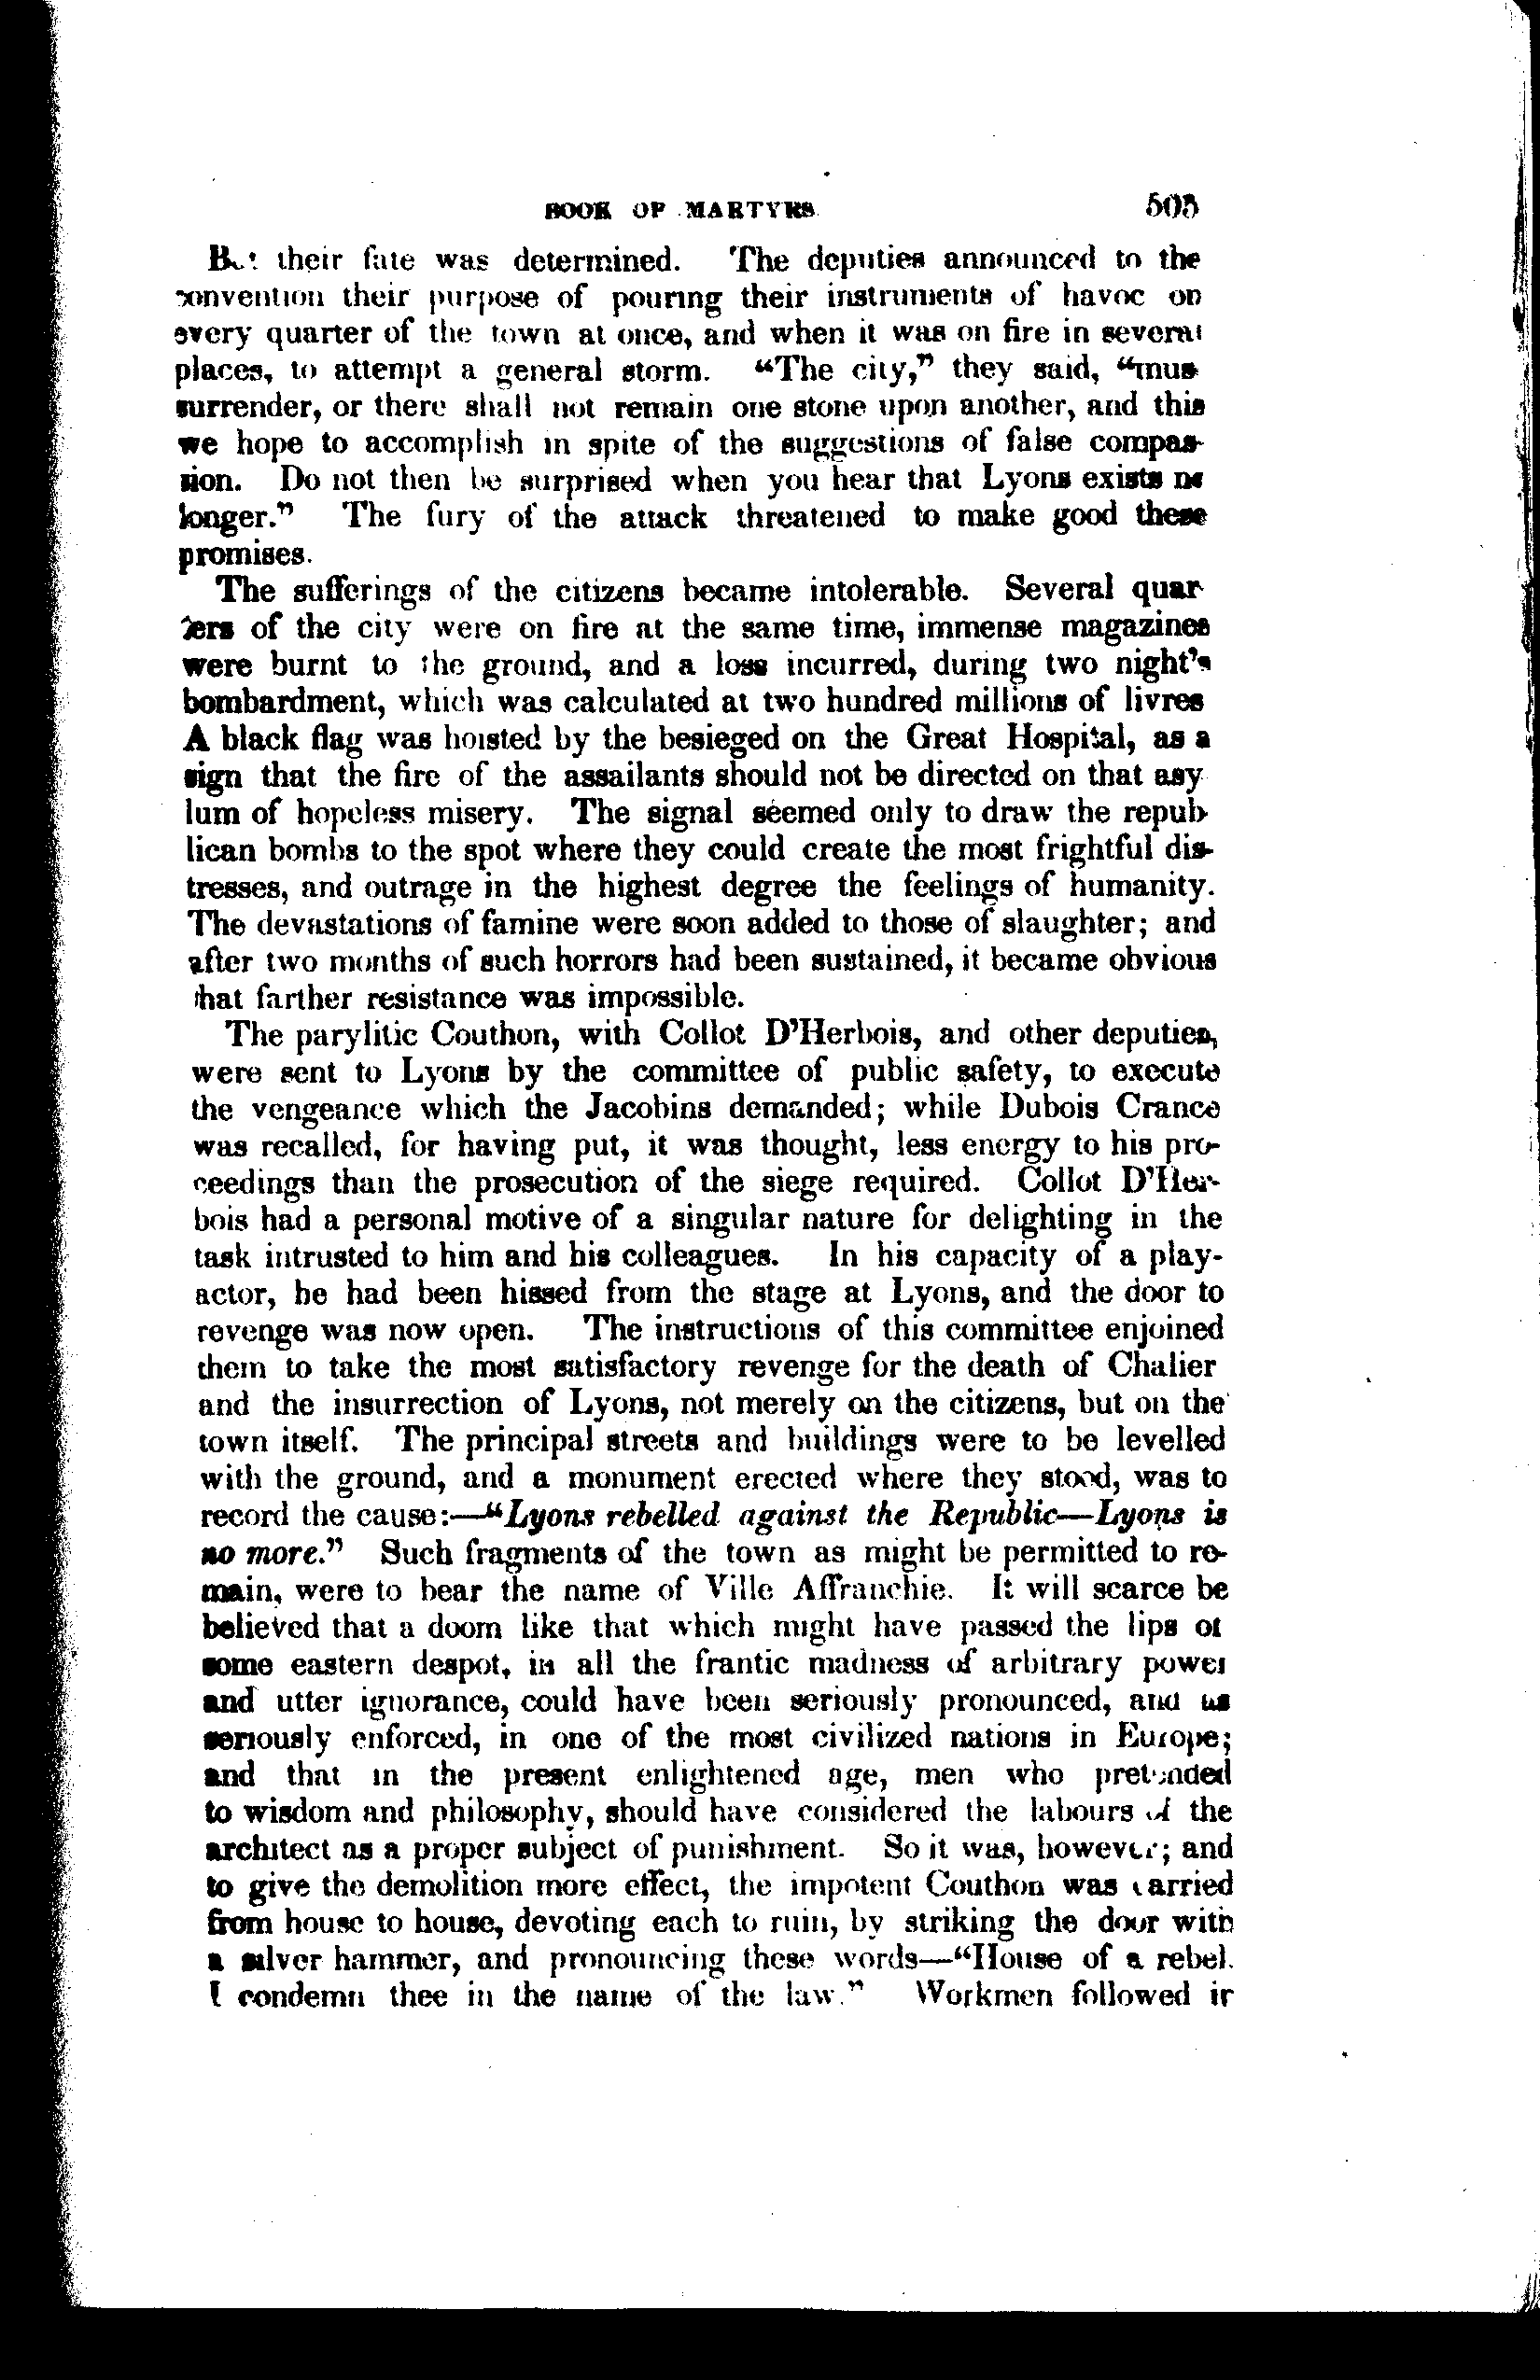 BOOK OF MARTYRS 505
But their fate was determined. The deputies announced to the
convention their purpose of pouring their instruments of havoc on
every quarter of the town at once, and when it was on fire in several
places, to attempt a general storm. “The city,” they said, “mus
surrender, or there shall not remain one stone upon another, and this
we hope to accomplish in spite of the suggestions of false compas-
sion. Do not then be surprised when you hear that Lyons exists no
longer.” The fury of the attack threatened to make good these
promises.
The sufferings of the citizens became intolerable. Several quar-
ters of the city were on fire at the same time, immense magazines
were burnt to the ground, and a loss incurred, during two night’s
bombardment, which was calculated at two hundred millions of livres
A black flag was hoisted by the besieged on the Great Hospital, as a
sign that the fire of the assailants should not be directed on that asy
lum of hopeless misery. The signal seemed only to draw the repub-
lican bombs to the spot where they could create the most frightful dis-
tresses, and outrage in the highest degree the feelings of humanity.
The devastations of famine were soon added to those of slaughter; and
after two months of such horrors had been sustained, it became obvious
that farther resistance was impossible.
The parylitic Couthon, with Collot D’Herbois, and other deputies,
were sent to Lyons by the committee of public safety, to execute
the vengeance which the Jacobins demanded; while Dubois Crance
was recalled, for having put, it was thought, less energy to his pro-
ceedings than the prosecution of the siege required. Collot D’Her-
bois had a personal motive of a singular nature for delighting in the
task intrusted to him and his colleagues. In his capacity of a play-
actor, he had been hissed from the stage at Lyons, and the door to
revenge was now open. The instructions of this committee enjoined
them to take the most satisfactory revenge for the death of Chalier
and the insurrection of Lyons, not merely on the citizens, but on the
town itself. The principal streets and buildings were to be levelled
with the ground, and a monument erected where they stood, was to
record the cause:—“Lyons rebelled against the Republic—Lyons is
no more.” Such fragments of the town as might be permitted to re-
main, were to bear the name of Ville Affranchie. It will scarce be
believed that a doom like that which might have passed the lips of
some eastern despot, in all the frantic madness of arbitrary power
and utter ignorance, could have been seriously pronounced, and as
seriously enforced, in one of the most civilized nations in Europe;
and that in the present enlightened age, men who pretended
to wisdom and philosophy, should have considered the labours of the
architect as a proper subject of punishment. So it was, however; and
to give the demolition more effect, the impotent Couthon was carried
from house to house, devoting each to ruin, by striking the door with
a silver hammer, and pronouncing these words—“House of a rebel.
I condemn thee in the name of the law.” Workmen followed in